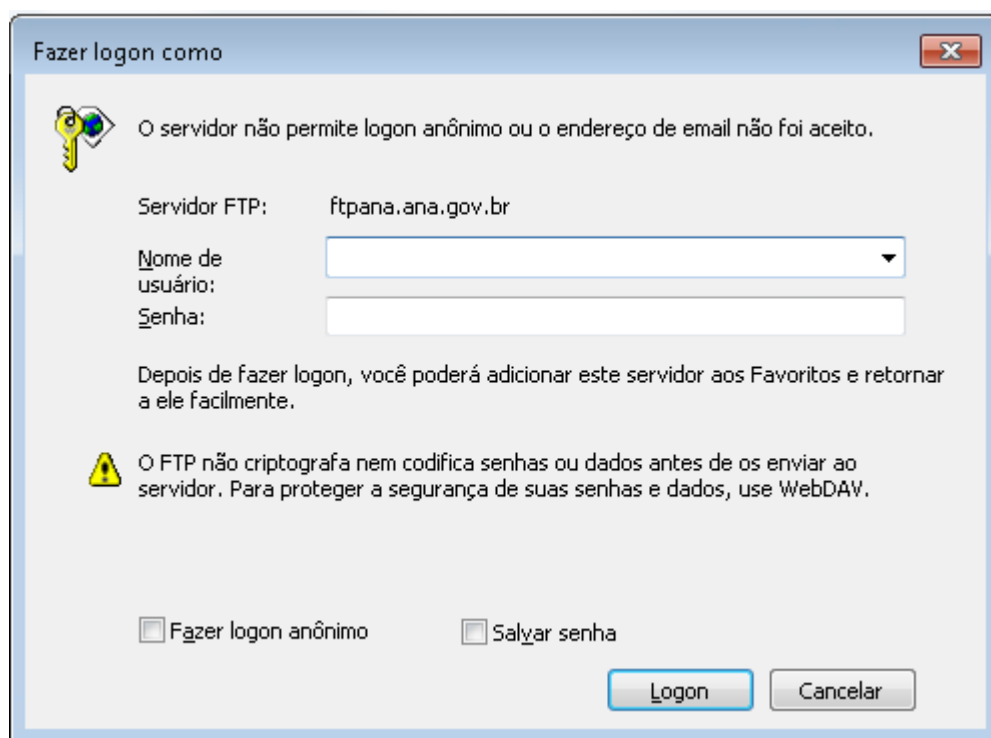 Fazer logon como
O servidor não permite logon anônimo ou o endereço de email não foi aceito.
Servidor FTP: ftpana.ana.gov.br
Nome de
usuário:
Senha:
Depois de fazer logon, você poderá adicionar este servidor aos Favoritos e retornar
a ele facilmente.
O FTP não criptografa nem codifica senhas ou dados antes de os enviar ao
servidor. Para proteger a segurança de suas senhas e dados, use WebDAV.
Fazer logon anônimo Salvar senha
Logon Cancelar